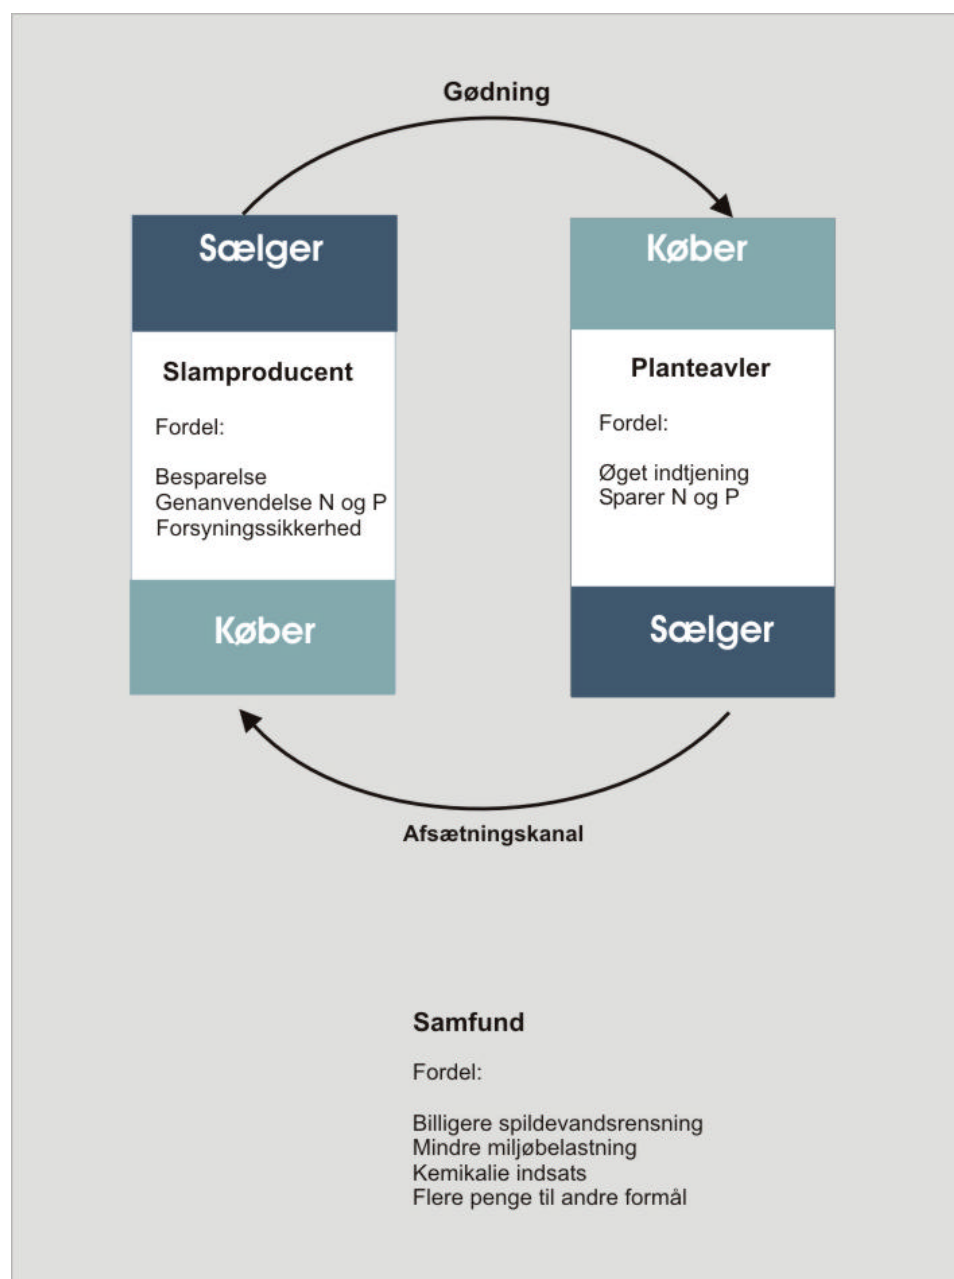 Gødning
Sælger
Slamproducent
Fordel:
Besparelse
Genanvendelse N og P
Forsyningssikkerhed
Køber
Køber
Planteavler
Fordel:
Øget indtjening
Sparer N og P
Sælger
Afsætningskanal
Samfund
Fordel:
Billigere spildevandsrensning
Mindre miljøbelastning
Kemikalie indsats
Flere penge til andre formål